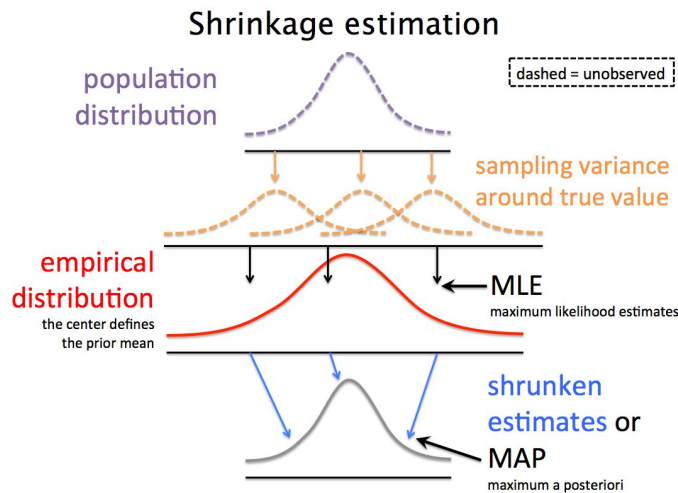 Shrinkage estimation
population
distribution
dashed = unobserved
sampling variance
around true value
empirical
distribution
the center defines
the prior mean
MLE
maximum likelihood estimates
shrunken
estimates or
MAP
maximum a posteriori